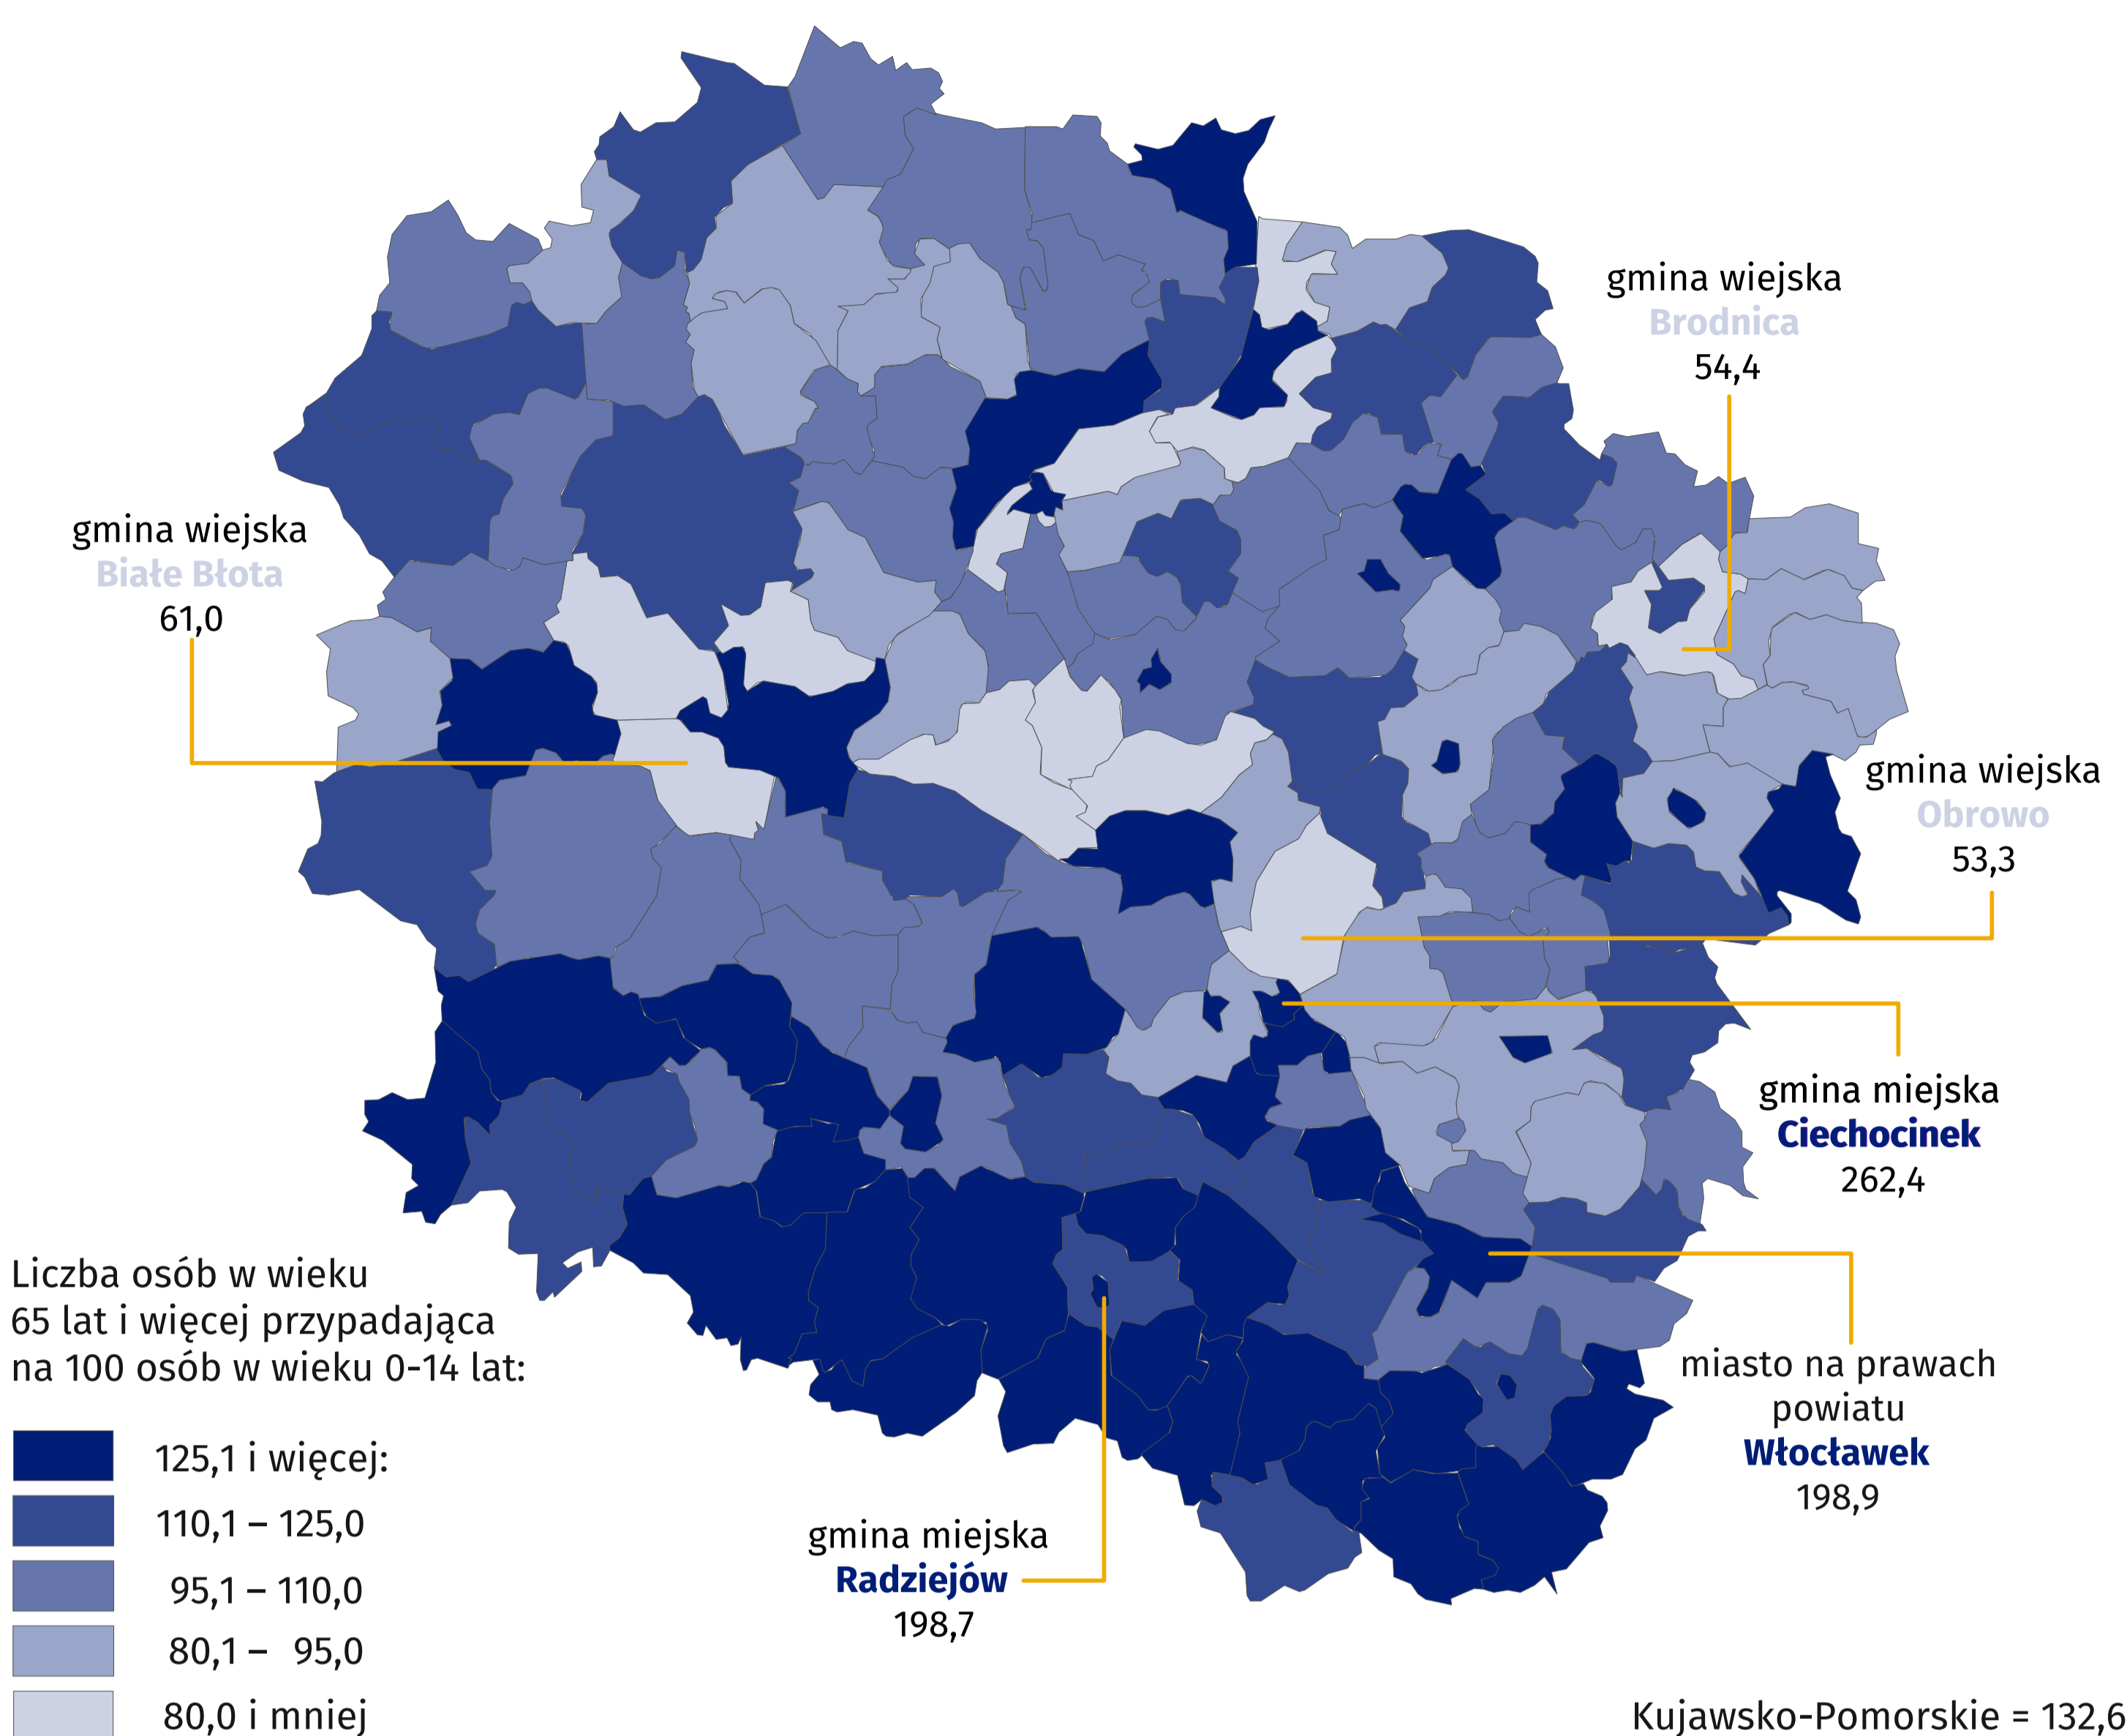 gmina wiejska
Brodnica
54,4
gmina wiejska
Białe Błota
61,0
gmina wiejska
Obrowo
53,3
gmina miejska
Ciechocinek
262,4
miasto na prawach
powiatu
Włocławek
198,9
gmina miejska
Radziejów
198,7
Liczba osób w wieku
65 lat i więcej przypadająca
na 100 osób w wieku 0-14 lat:
125,1 i więcej:
110,1 – 125,0
95,1 – 110,0
80,1 – 95,0
80,0 i mniej
Kujawsko-Pomorskie = 132,6